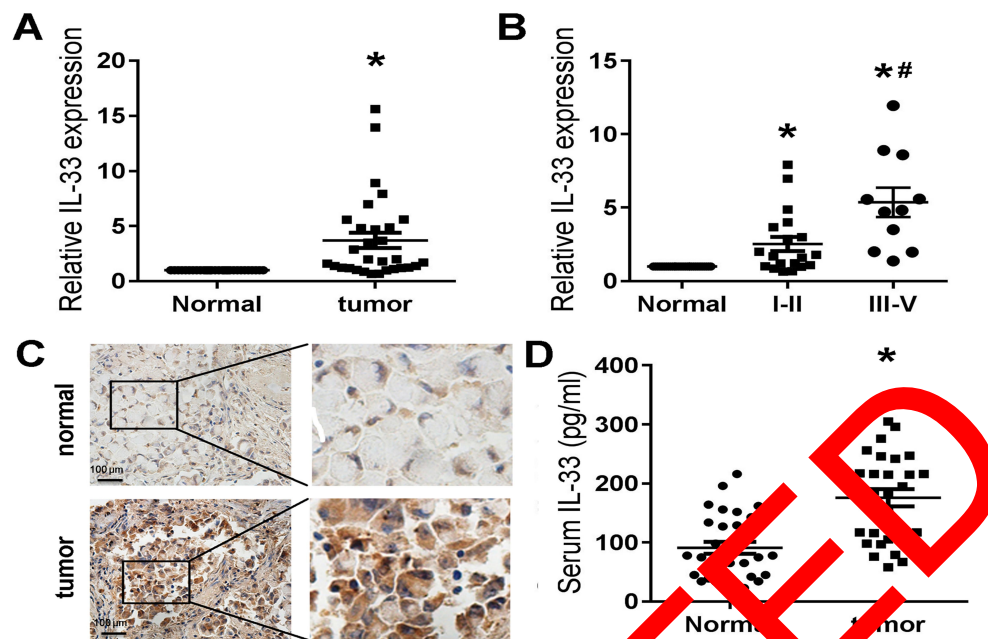 A
Relative IL-33 expression
20
15
10
5
0
*
Normal
tumor
B
Relative IL-33 expression
15
10
5
0
*
*#
Normal
I-II
III-V
C
normal
100 µm
tumor
100 µm
D
Serum IL-33 (pg/ml)
400
300
200
100
0
*
tumor